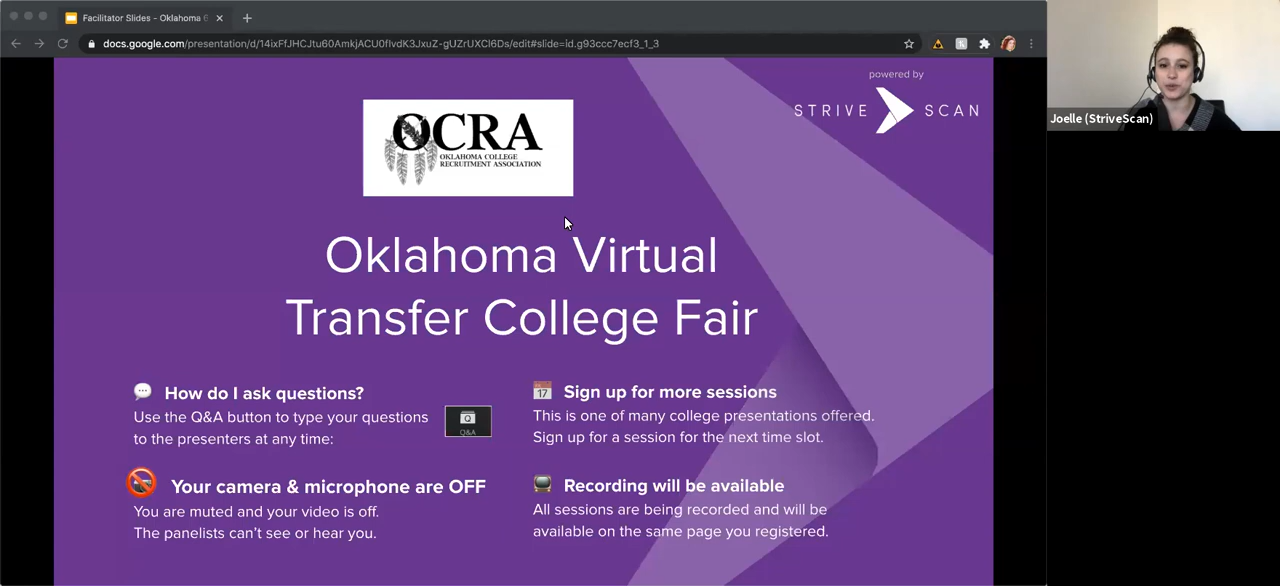 Facilitator Slides - Oklahoma
docs.google.com/presentation/d/14ixFfJHCJtu60AmkjACU0fIvdK3JxuZ-gUZrUXCl6Ds/edit#slide=id.g93ccc7ecf3_1_3
powered by
STRIVE SCAN
OCRA
OKLAHOMA COLLEGE
RECRUITMENT ASSOCIATION
Joelle (StriveScan)
Oklahoma Virtual
Transfer College Fair
💬 How do I ask questions?
Use the Q&A button to type your questions
to the presenters at any time:
Q&A
Your camera & microphone are OFF
You are muted and your video is off.
The panelists can't see or hear you.
17
Sign up for more sessions
This is one of many college presentations offered.
Sign up for a session for the next time slot.
Recording will be available
All sessions are being recorded and will be
available on the same page you registered.